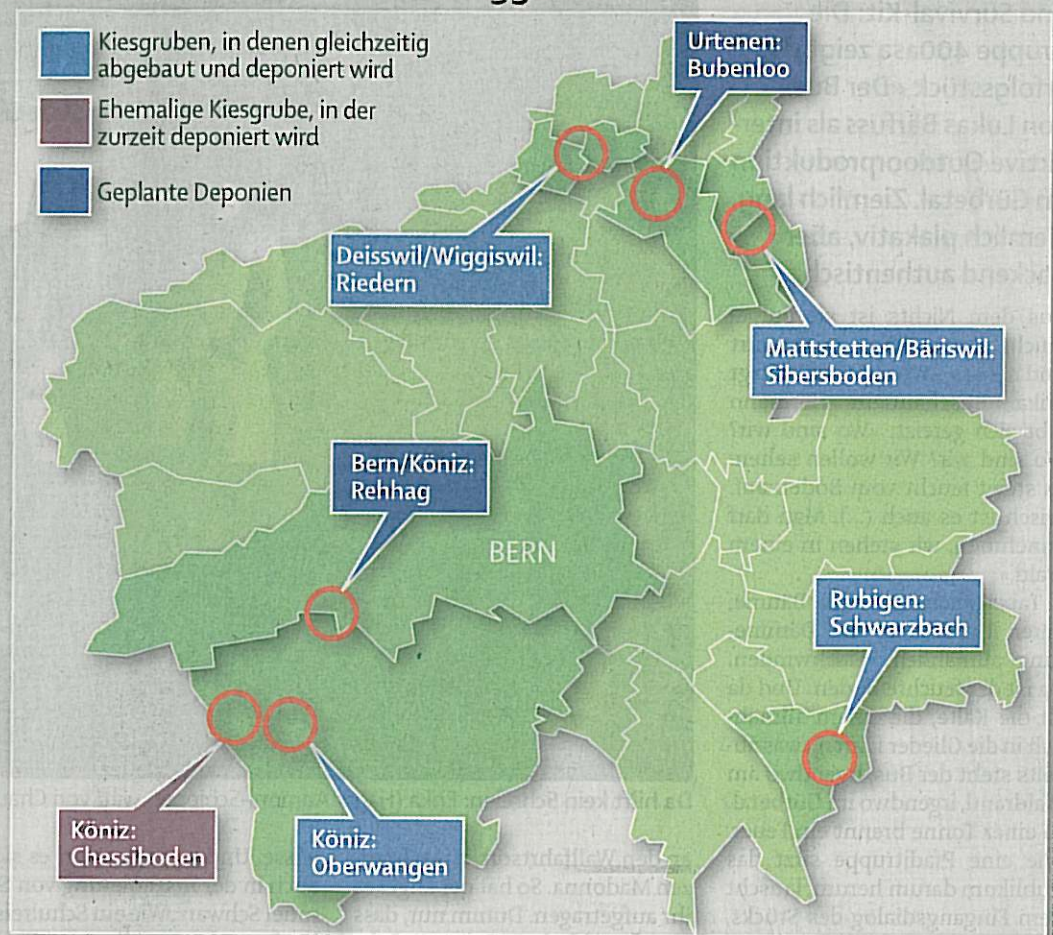 Kiesgruben, in denen gleichzeitig
abgebaut und deponiert wird
Ehemalige Kiesgrube, in der
zurzeit deponiert wird
Geplante Deponien
Urtenen:
Bubenloo
Deisswil/Wiggiswil:
Riedern
Mattstetten/Bäriswil:
Sibersboden
Bern/Köniz:
Rehhag
BERN
Rubigen:
Schwarzbach
Köniz:
Chessiboden
Köniz:
Oberwangen